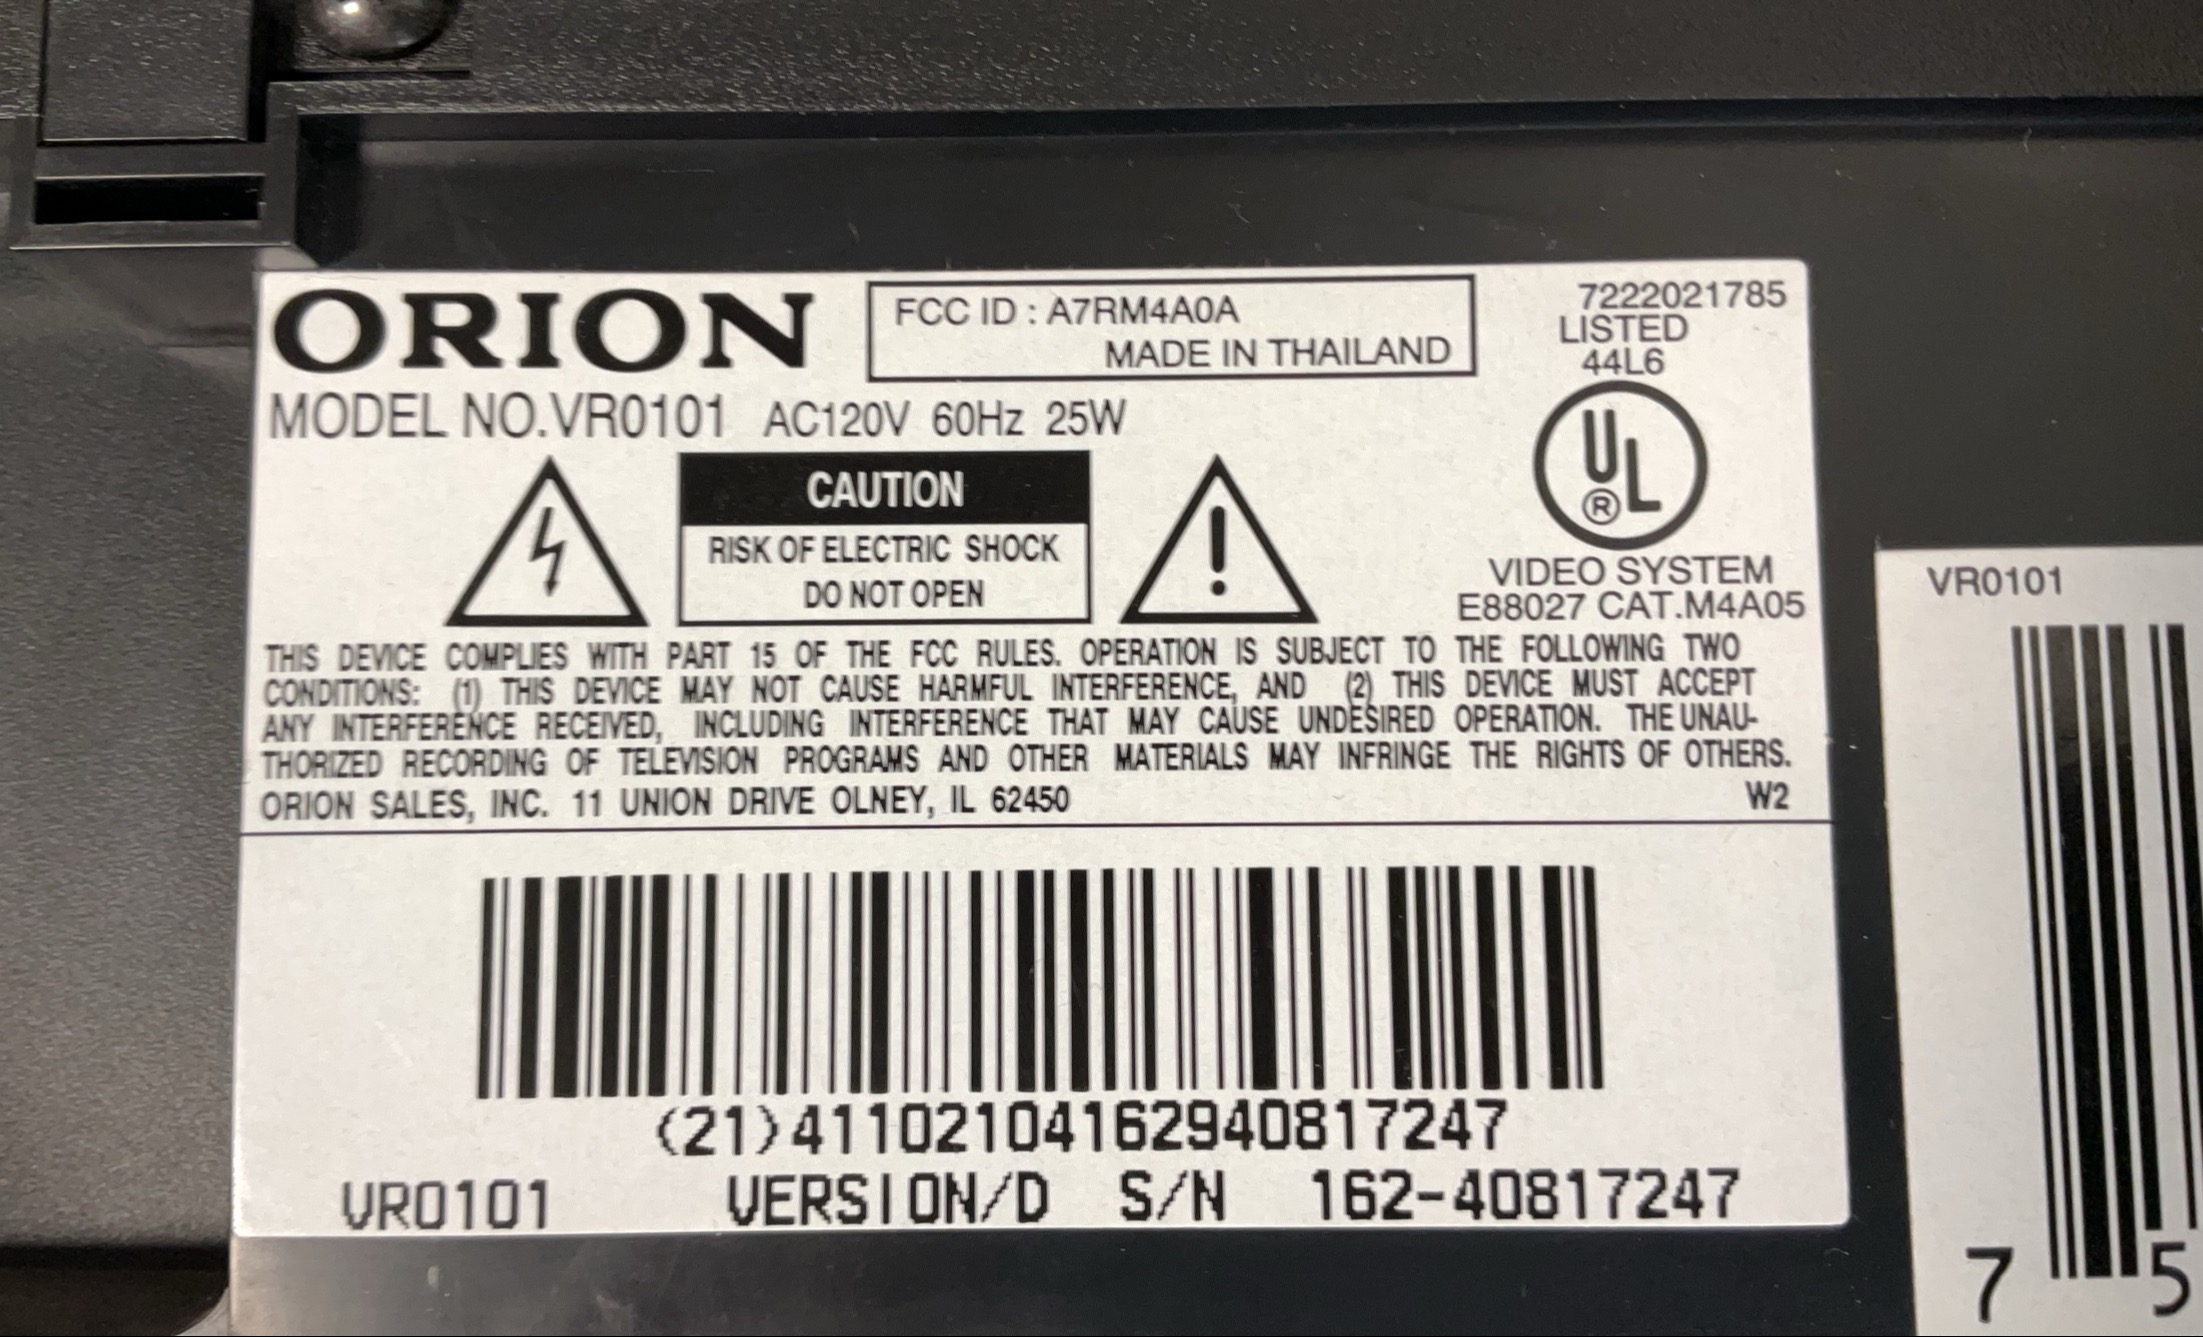 ORION
FCC ID : A7RM4A0A
MADE IN THAILAND
7222021785
LISTED
44L6
MODEL NO.VR0101 AC120V 60Hz 25W
UL
®
CAUTION
RISK OF ELECTRIC SHOCK
DO NOT OPEN
VIDEO SYSTEM
E88027 CAT.M4A05
THIS DEVICE COMPLIES WITH PART 15 OF THE FCC RULES. OPERATION IS SUBJECT TO THE FOLLOWING TWO
CONDITIONS: (1) THIS DEVICE MAY NOT CAUSE HARMFUL INTERFERENCE, AND (2) THIS DEVICE MUST ACCEPT
ANY INTERFERENCE RECEIVED, INCLUDING INTERFERENCE THAT MAY CAUSE UNDESIRED OPERATION. THE UNAU-
THORIZED RECORDING OF TELEVISION PROGRAMS AND OTHER MATERIALS MAY INFRINGE THE RIGHTS OF OTHERS.
ORION SALES, INC. 11 UNION DRIVE OLNEY, IL 62450 W2
(21)4110210416294081​7247
VR0101 VERSION/D S/N 162-40817247
VR0101
7 5